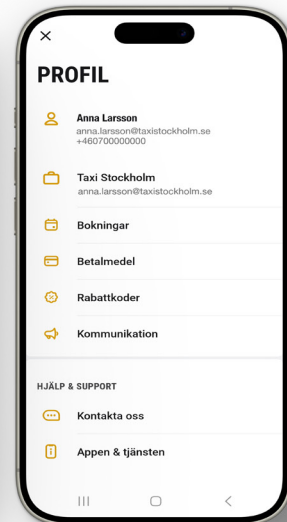 PROFIL
Anna Larsson
anna.larsson@taxistockholm.se
+460700000000
Taxi Stockholm
anna.larsson@taxistockholm.se
Bokningar
Betalmedel
Rabattkoder
Kommunikation
HJÄLP & SUPPORT
Kontakta oss
Appen & tjänsten